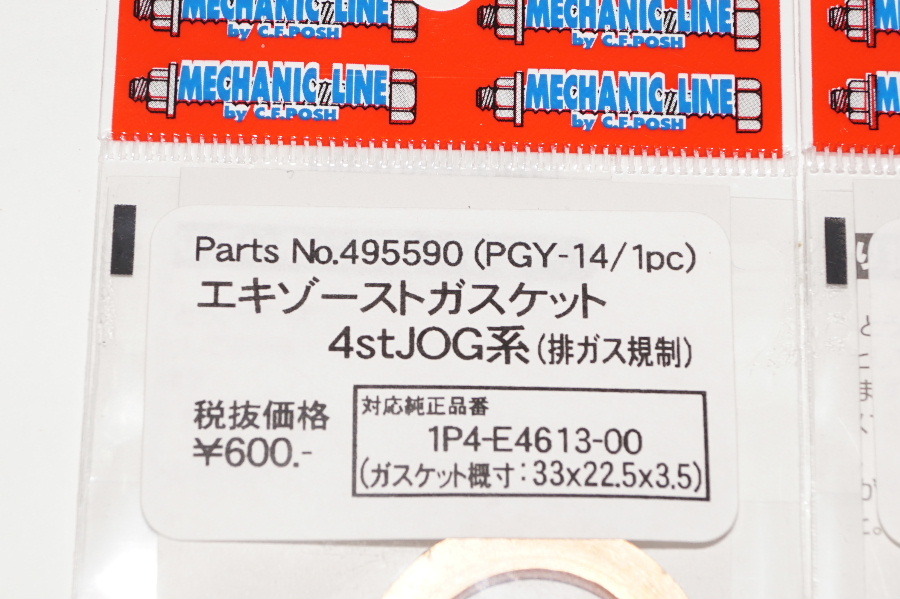 MECHANIC LINE MECHANIC LINE
by C.F.POSH by C.F.POSH
MECHANIC LINE MECHANIC LINE
by C.F.POSH by C.F.POSH
Parts No.495590 (PGY-14/1pc)
エキゾーストガスケット
4stJOG系(排ガス規制)
税抜価格
¥600.-
対応純正品番
1P4-E4613-00
(ガスケット概寸:33x22.5x3.5)